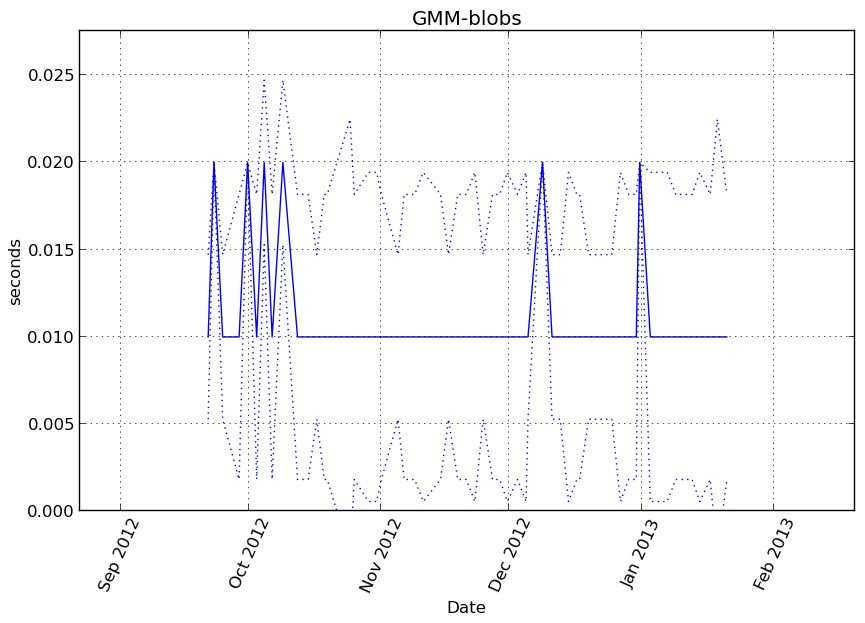 GMM-blobs
0.025
0.020
0.015
0.010
0.005
0.000
seconds
Sep 2012
Oct 2012
Nov 2012
Dec 2012
Jan 2013
Feb 2013
Date